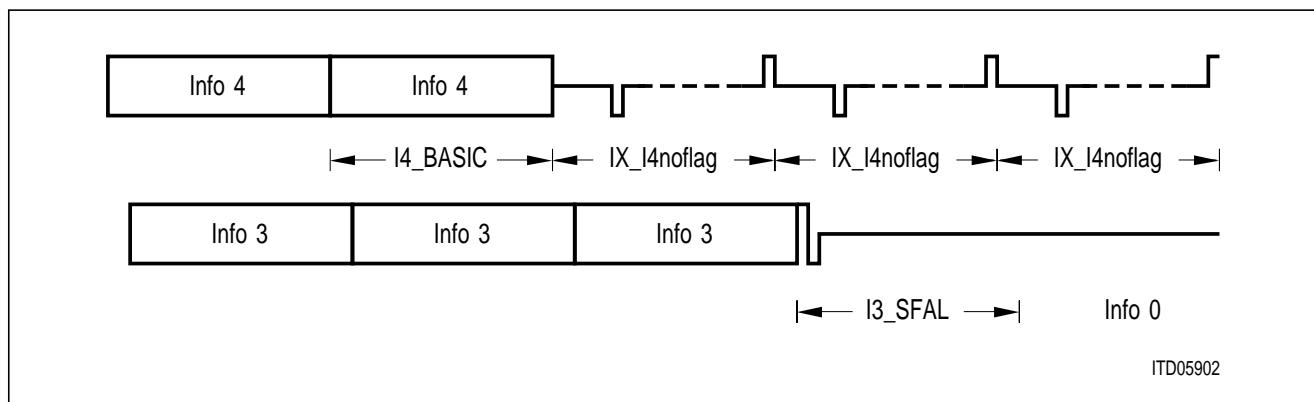 Info 4 Info 4
I4_BASIC IX_I4noflag IX_I4noflag IX_I4noflag
Info 3 Info 3 Info 3
I3_SFAL Info 0
ITD05902